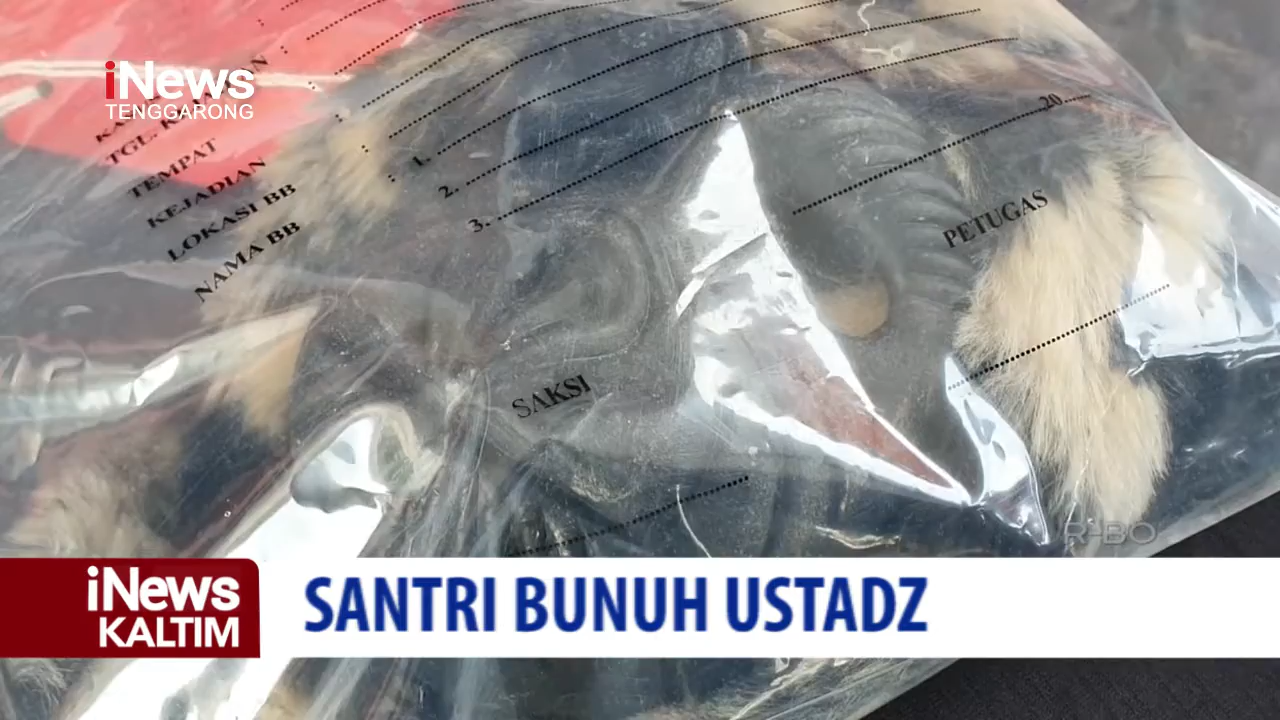 iNews
TENGGARONG
TGL.
TEMPAT
KEJADIAN
LOKASI BB
NAMA BB
:
:
:
:
:
1.
2.
3.
20
PETUGAS
SAKSI
R-BO
iNews
KALTIM
SANTRI BUNUH USTADZ